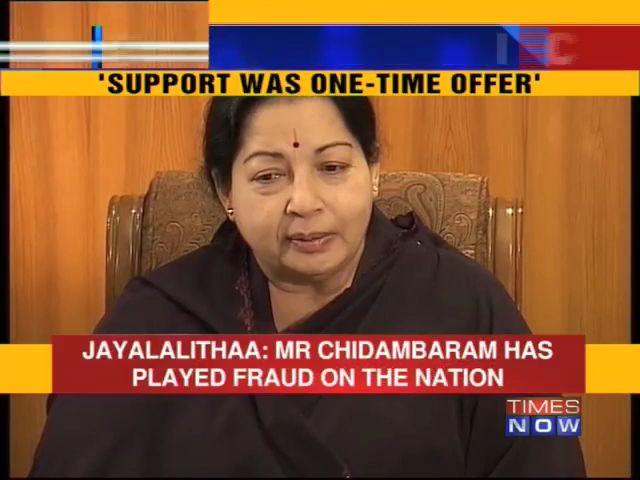 'SUPPORT WAS ONE-TIME OFFER'
JAYALALITHAA: MR CHIDAMBARAM HAS
PLAYED FRAUD ON THE NATION
TIMES
NOW